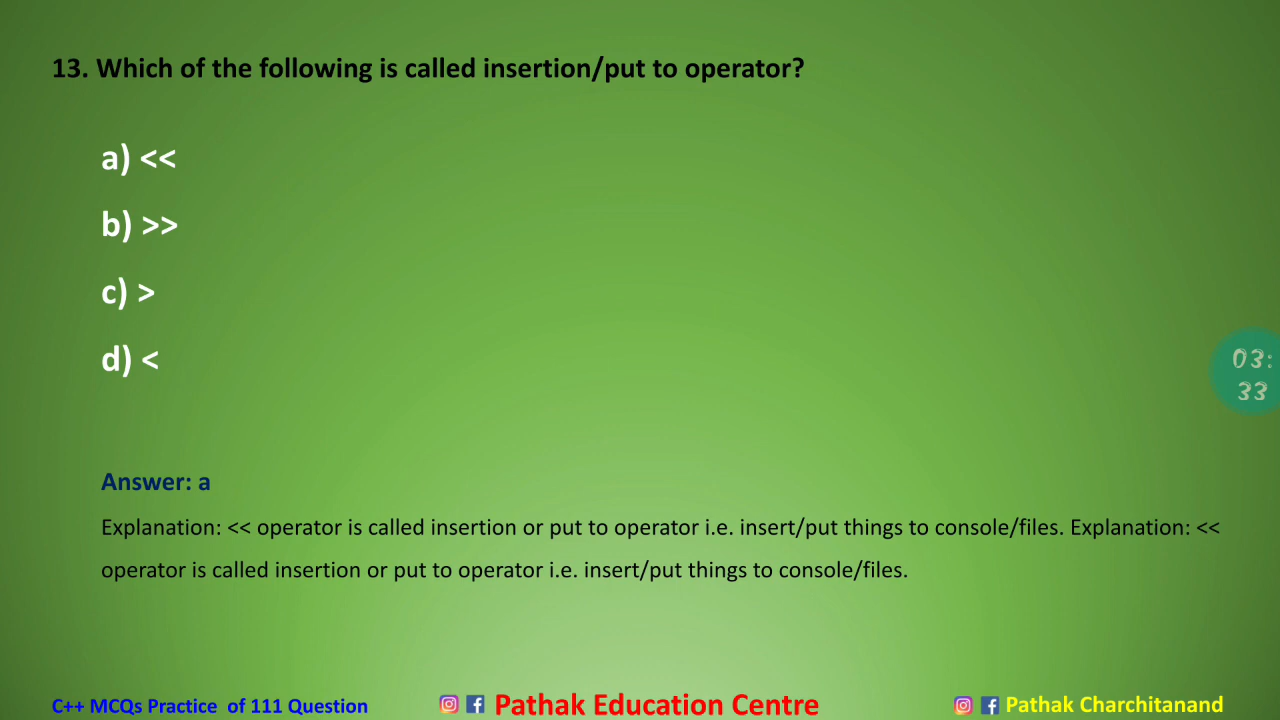 13. Which of the following is called insertion/put to operator?
a) <<
b) >>
c) >
d) <
03:
33
Answer: a
Explanation: << operator is called insertion or put to operator i.e. insert/put things to console/files. Explanation: <<
operator is called insertion or put to operator i.e. insert/put things to console/files.
C++ MCQs Practice of 111 Question
Pathak Education Centre
Pathak Charchitanand